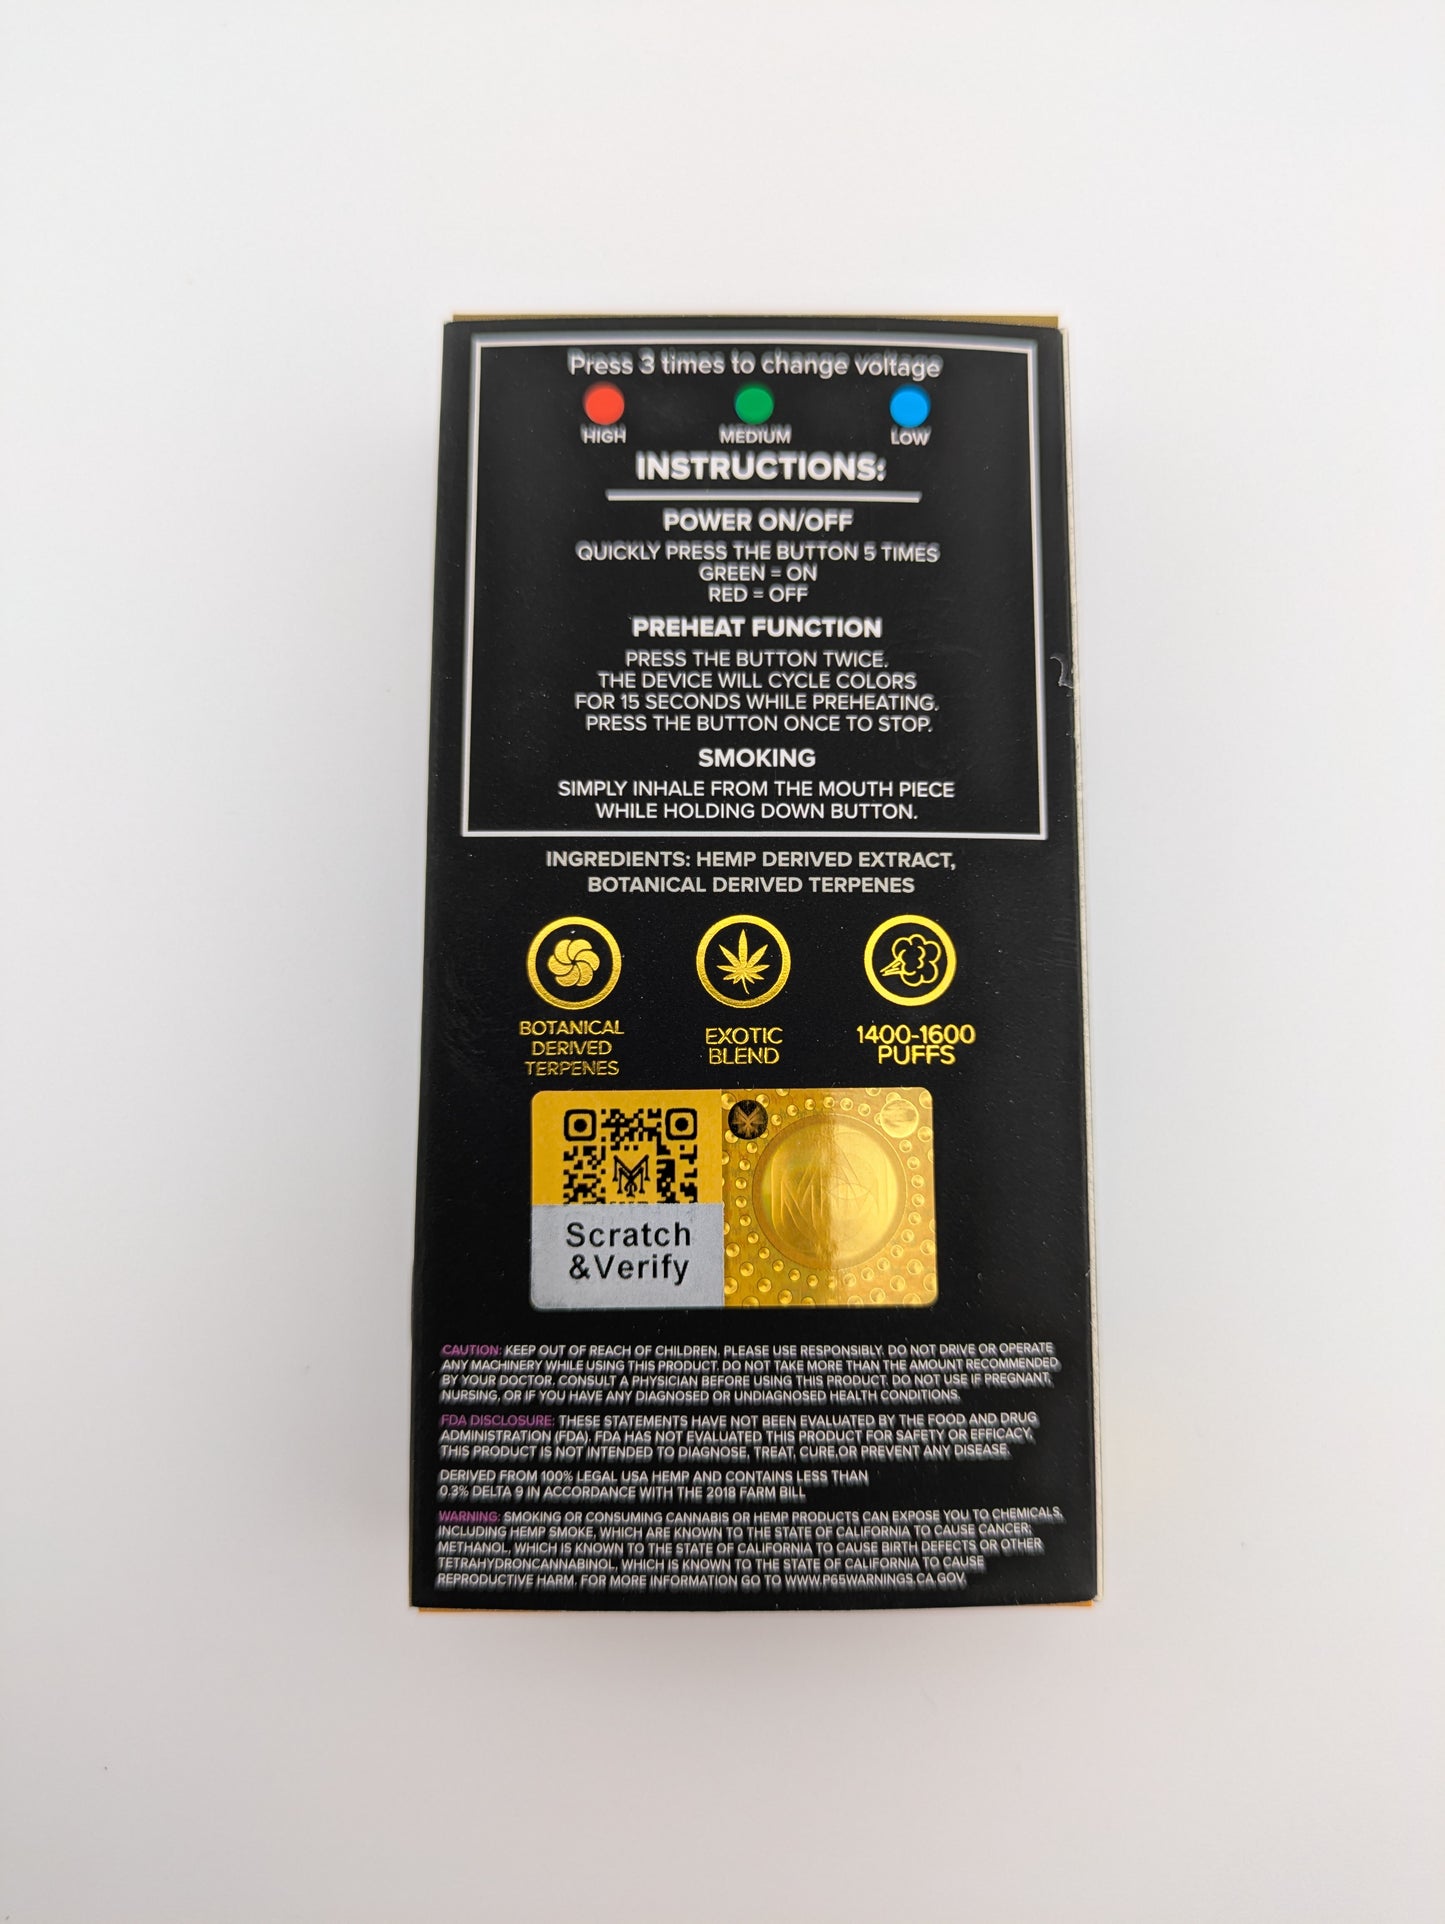 Press 3 times to change voltage
HIGH
MEDIUM
LOW
INSTRUCTIONS:
POWER ON/OFF
QUICKLY PRESS THE BUTTON 5 TIMES
GREEN = ON
RED = OFF
PREHEAT FUNCTION
PRESS THE BUTTON TWICE.
THE DEVICE WILL CYCLE COLORS
FOR 15 SECONDS WHILE PREHEATING.
PRESS THE BUTTON ONCE TO STOP.
SMOKING
SIMPLY INHALE FROM THE MOUTH PIECE
WHILE HOLDING DOWN BUTTON.
INGREDIENTS: HEMP DERIVED EXTRACT,
BOTANICAL DERIVED TERPENES
BOTANICAL
DERIVED
TERPENES
EXOTIC
BLEND
1400-1600
PUFFS
Scratch
&Verify
CAUTION: KEEP OUT OF REACH OF CHILDREN. PLEASE USE RESPONSIBLY. DO NOT DRIVE OR OPERATE
ANY MACHINERY WHILE USING THIS PRODUCT. DO NOT TAKE MORE THAN THE AMOUNT RECOMMENDED
BY YOUR DOCTOR. CONSULT A PHYSICIAN BEFORE USING THIS PRODUCT. DO NOT USE IF PREGNANT,
NURSING, OR IF YOU HAVE ANY DIAGNOSED OR UNDIAGNOSED HEALTH CONDITIONS.
FDA DISCLOSURE: THESE STATEMENTS HAVE NOT BEEN EVALUATED BY THE FOOD AND DRUG
ADMINISTRATION (FDA). FDA HAS NOT EVALUATED THIS PRODUCT FOR SAFETY OR EFFICACY.
THIS PRODUCT IS NOT INTENDED TO DIAGNOSE, TREAT, CURE,OR PREVENT ANY DISEASE.
DERIVED FROM 100% LEGAL USA HEMP AND CONTAINS LESS THAN
0.3% DELTA 9 IN ACCORDANCE WITH THE 2018 FARM BILL
WARNING: SMOKING OR CONSUMING CANNABIS OR HEMP PRODUCTS CAN EXPOSE YOU TO CHEMICALS,
INCLUDING HEMP SMOKE, WHICH ARE KNOWN TO THE STATE OF CALIFORNIA TO CAUSE CANCER;
METHANOL, WHICH IS KNOWN TO THE STATE OF CALIFORNIA TO CAUSE BIRTH DEFECTS OR OTHER
TETRAHYDRONCANNABINOL, WHICH IS KNOWN TO THE STATE OF CALIFORNIA TO CAUSE
REPRODUCTIVE HARM. FOR MORE INFORMATION GO TO WWW.P65WARNINGS.CA.GOV.